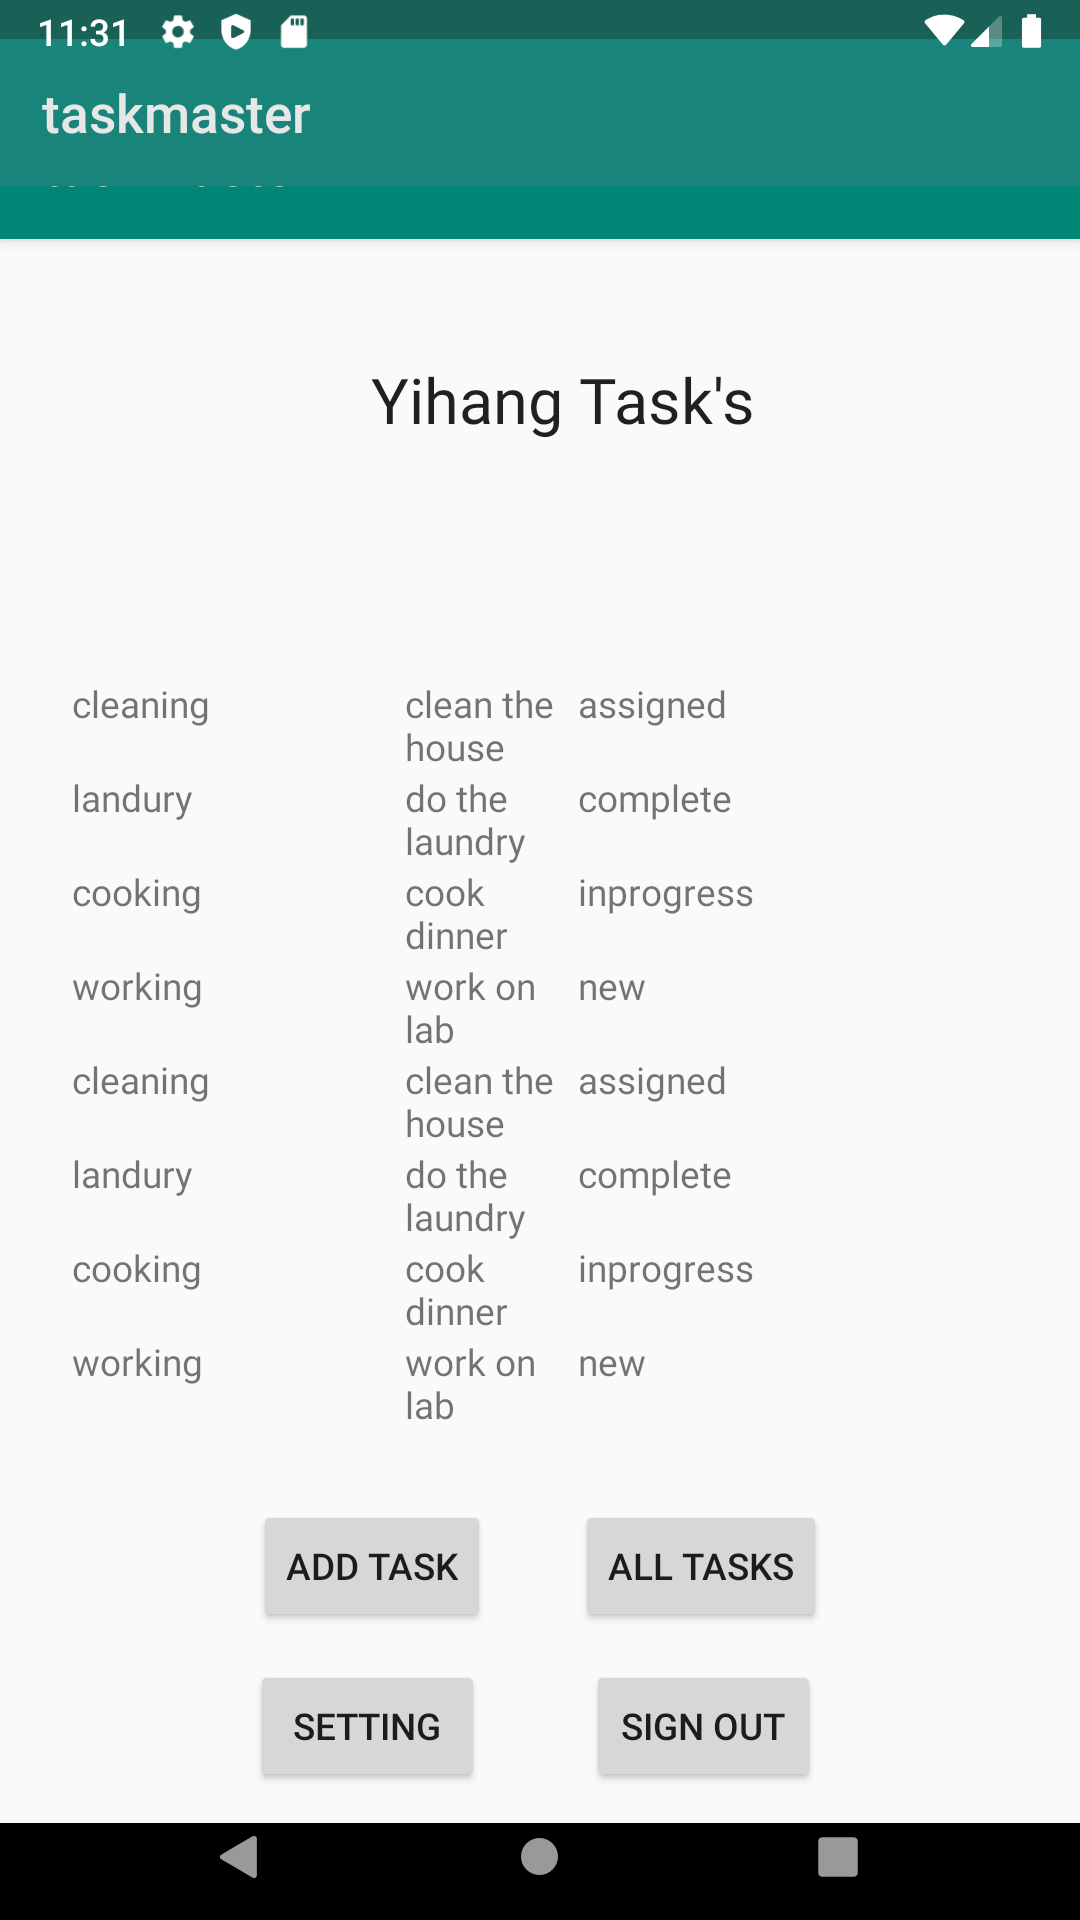 11:31
taskmaster
Yihang Task's
cleaning clean the assigned
house
landury do the complete
laundry
cooking cook inprogress
dinner
working work on new
lab
cleaning clean the assigned
house
landury do the complete
laundry
cooking cook inprogress
dinner
working work on new
lab
ADD TASK ALL TASKS
SETTING SIGN OUT